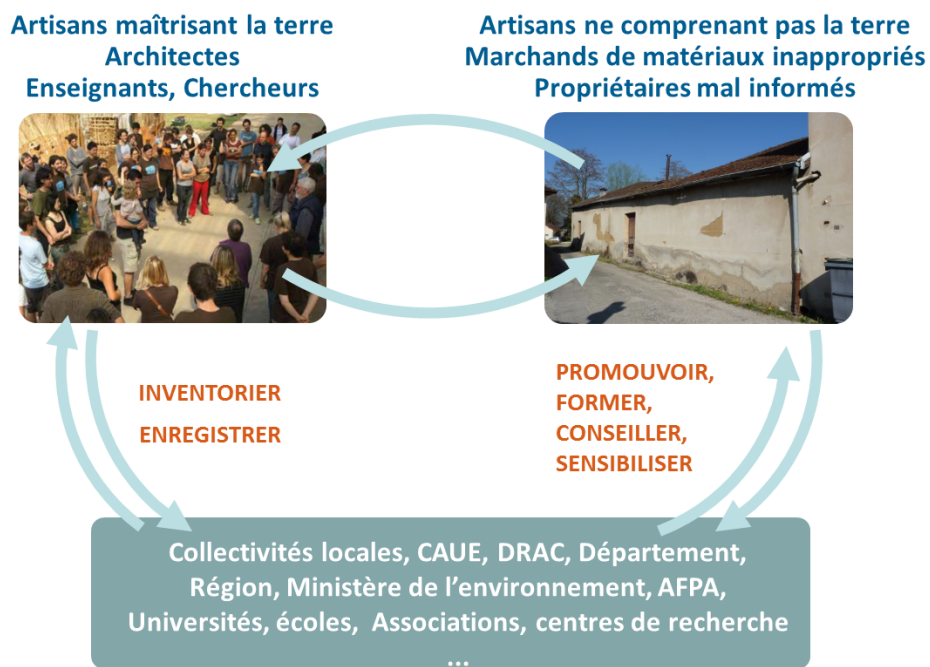 Artisans maîtrisant la terre
Architectes
Enseignants, Chercheurs
Artisans ne comprenant pas la terre
Marchands de matériaux inappropriés
Propriétaires mal informés
INVENTORIER
ENREGISTRER
PROMOUVOIR,
FORMER,
CONSEILLER,
SENSIBILISER
Collectivités locales, CAUE, DRAC, Département,
Région, Ministère de l’environnement, AFPA,
Universités, écoles, Associations, centres de recherche
...